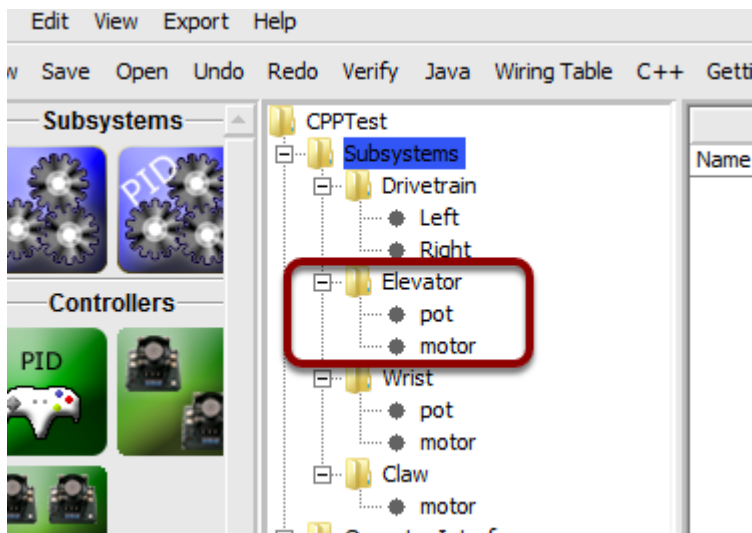 Edit View Export Help
w Save Open Undo Redo Verify Java Wiring Table C++ Getti
Subsystems
PID
Controllers
PID
CPPTest
Subsystems
Drivetrain
Left
Right
Elevator
pot
motor
Wrist
pot
motor
Claw
motor
Name